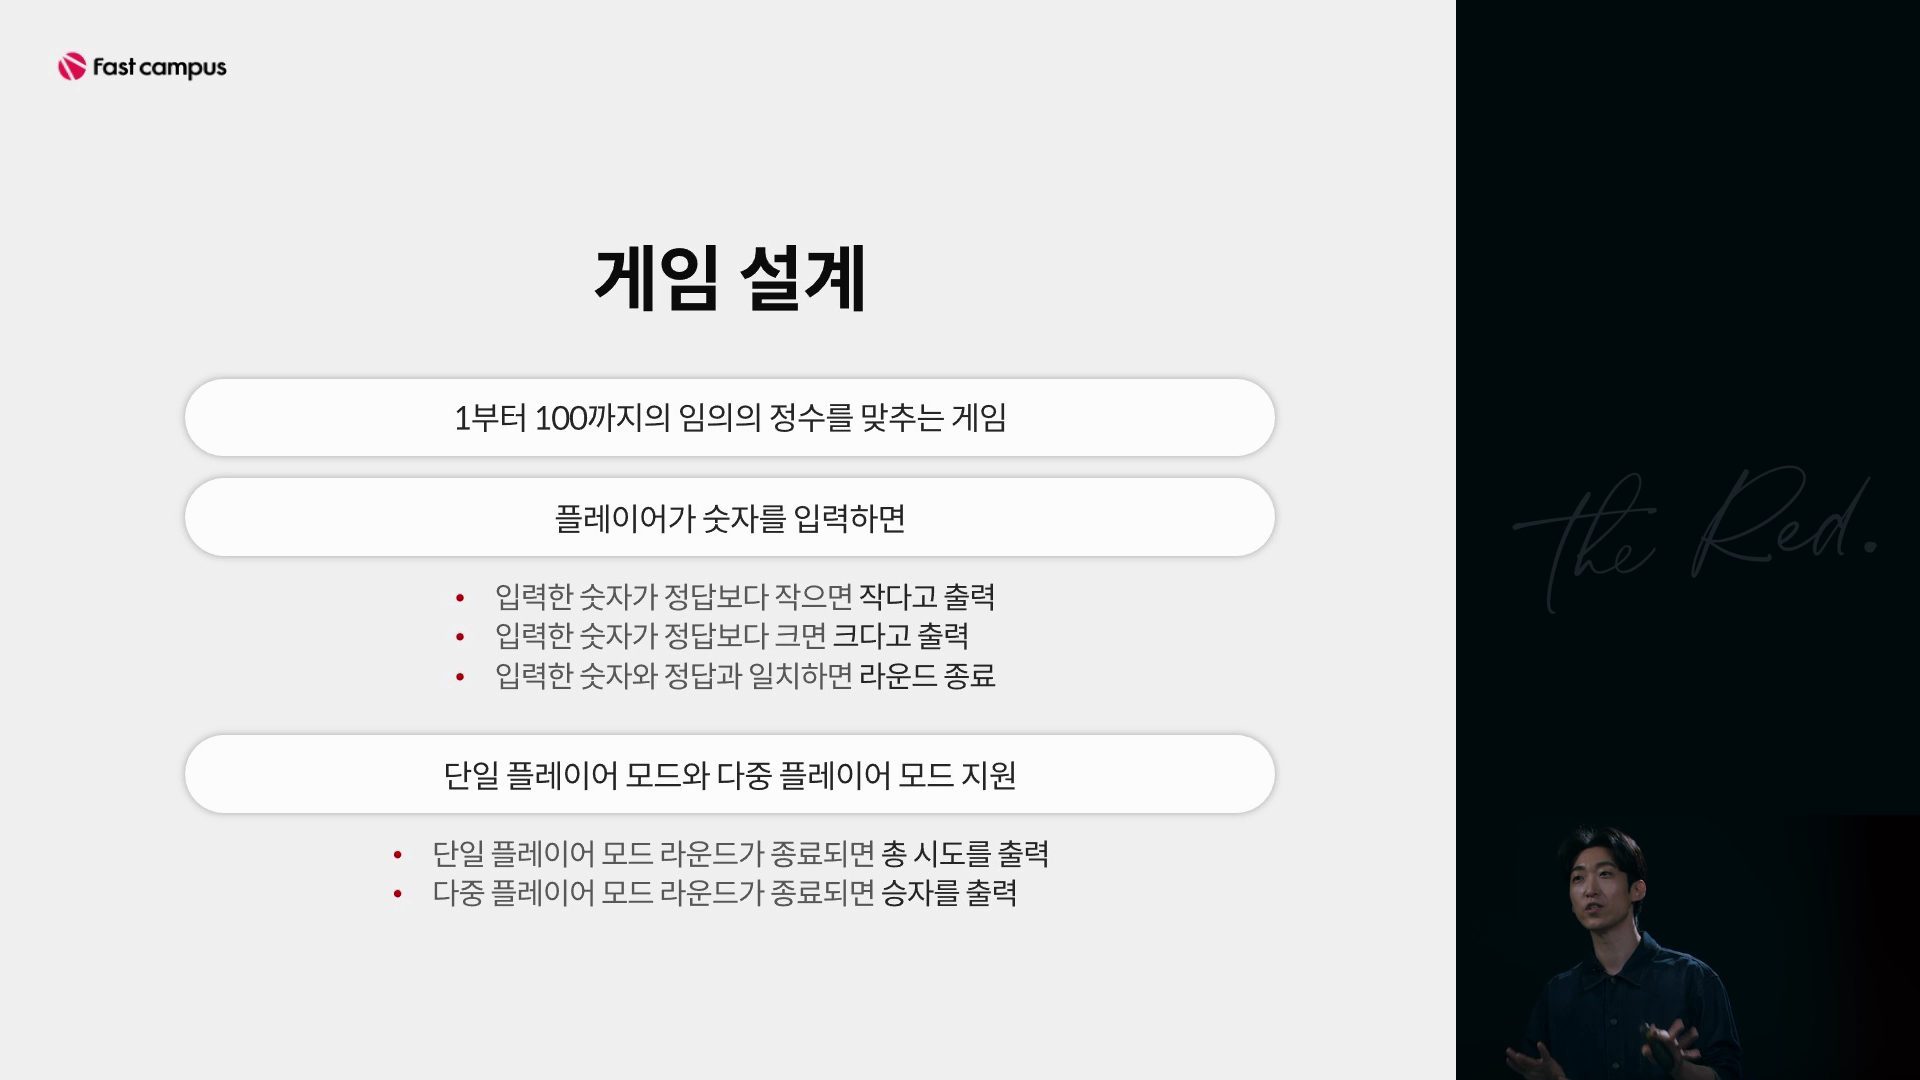 Fast campus
게임 설계
1부터 100까지의 임의의 정수를 맞추는 게임
플레이어가 숫자를 입력하면
• 입력한 숫자가 정답보다 작으면 작다고 출력
• 입력한 숫자가 정답보다 크면 크다고 출력
• 입력한 숫자와 정답과 일치하면 라운드 종료
단일 플레이어 모드와 다중 플레이어 모드 지원
• 단일 플레이어 모드 라운드가 종료되면 총 시도를 출력
• 다중 플레이어 모드 라운드가 종료되면 승자를 출력
The Red.